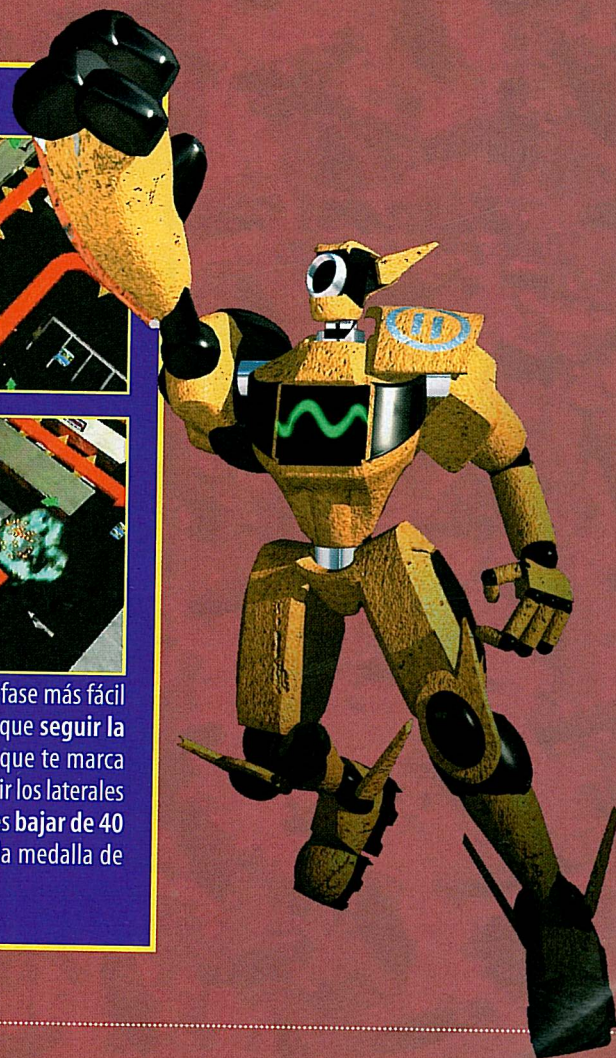 fase más fácil
que seguir la
que te marca
ir los laterales
s bajar de 40
a medalla de